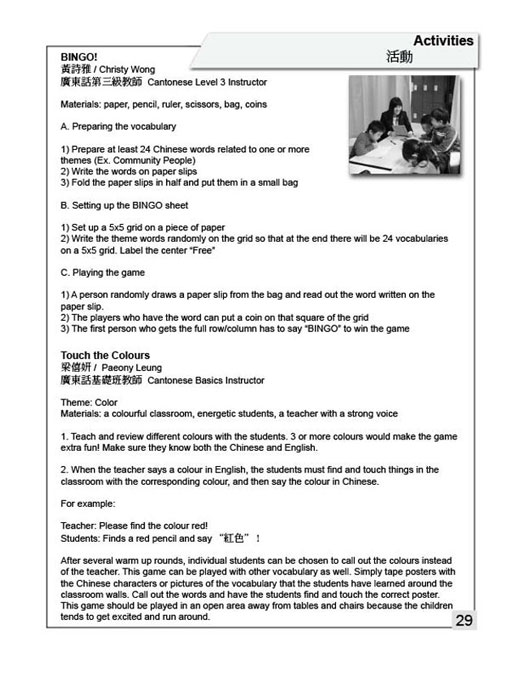 Activities
活動
BINGO!
黃詩雅 / Christy Wong
廣東話第三級教師 Cantonese Level 3 Instructor
Materials: paper, pencil, ruler, scissors, bag, coins
A. Preparing the vocabulary
1) Prepare at least 24 Chinese words related to one or more
themes (Ex. Community People)
2) Write the words on paper slips
3) Fold the paper slips in half and put them in a small bag
B. Setting up the BINGO sheet
1) Set up a 5x5 grid on a piece of paper
2) Write the theme words randomly on the grid so that at the end there will be 24 vocabularies
on a 5x5 grid. Label the center “Free”
C. Playing the game
1) A person randomly draws a paper slip from the bag and read out the word written on the
paper slip.
2) The players who have the word can put a coin on that square of the grid
3) The first person who gets the full row/column has to say “BINGO” to win the game
Touch the Colours
梁僖妍 / Paeony Leung
廣東話基礎班教師 Cantonese Basics Instructor
Theme: Color
Materials: a colourful classroom, energetic students, a teacher with a strong voice
1. Teach and review different colours with the students. 3 or more colours would make the game
extra fun! Make sure they know both the Chinese and English.
2. When the teacher says a colour in English, the students must find and touch things in the
classroom with the corresponding colour, and then say the colour in Chinese.
For example:
Teacher: Please find the colour red!
Students: Finds a red pencil and say “紅色”！
After several warm up rounds, individual students can be chosen to call out the colours instead
of the teacher. This game can be played with other vocabulary as well. Simply tape posters with
the Chinese characters or pictures of the vocabulary that the students have learned around the
classroom walls. Call out the words and have the students find and touch the correct poster.
This game should be played in an open area away from tables and chairs because the children
tends to get excited and run around.
29